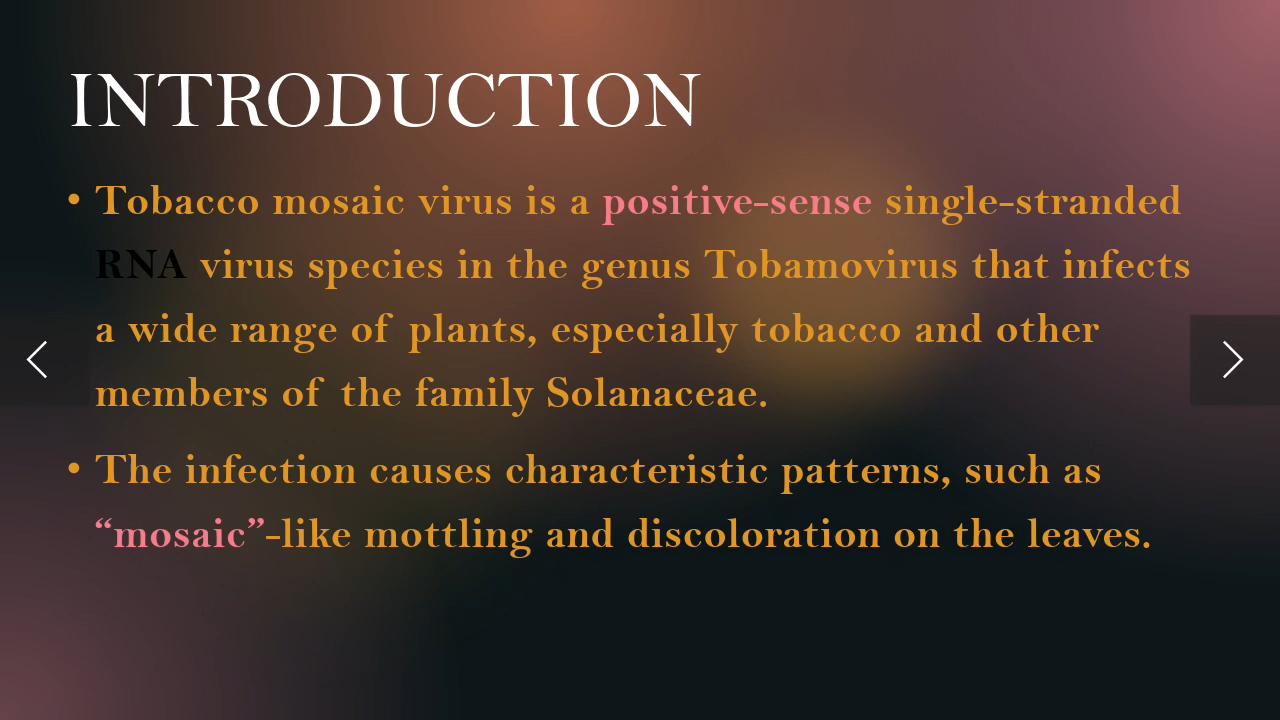 INTRODUCTION
• Tobacco mosaic virus is a positive-sense single-stranded
RNA virus species in the genus Tobamovirus that infects
a wide range of plants, especially tobacco and other
members of the family Solanaceae.
• The infection causes characteristic patterns, such as
“mosaic”-like mottling and discoloration on the leaves.